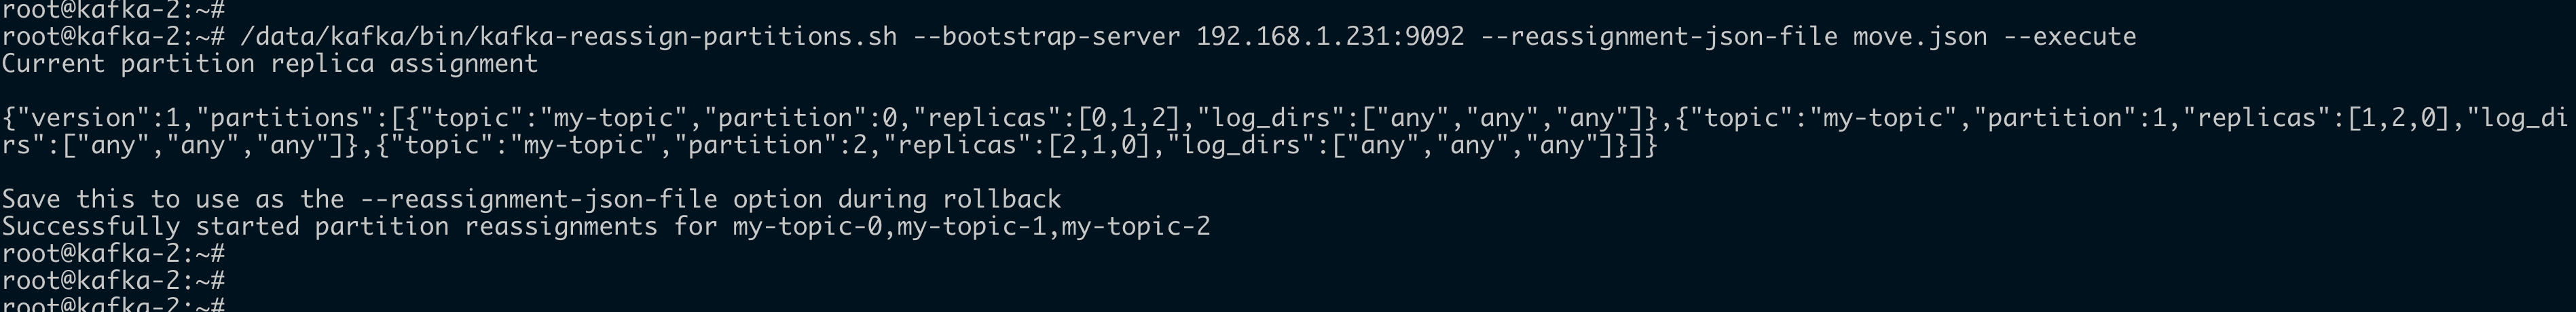 root@kafka-2:~#
root@kafka-2:~# /data/kafka/bin/kafka-reassign-partitions.sh --bootstrap-server 192.168.1.231:9092 --reassignment-json-file move.json --execute
Current partition replica assignment
{"version":1,"partitions":[{"topic":"my-topic","partition":0,"replicas":[0,1,2],"log_dirs":["any","any","any"]},{"topic":"my-topic","partition":1,"replicas":[1,2,0],"log_di
rs":["any","any","any"]},{"topic":"my-topic","partition":2,"replicas":[2,1,0],"log_dirs":["any","any","any"]}]}
Save this to use as the --reassignment-json-file option during rollback
Successfully started partition reassignments for my-topic-0,my-topic-1,my-topic-2
root@kafka-2:~#
root@kafka-2:~#
root@kafka-2:~#